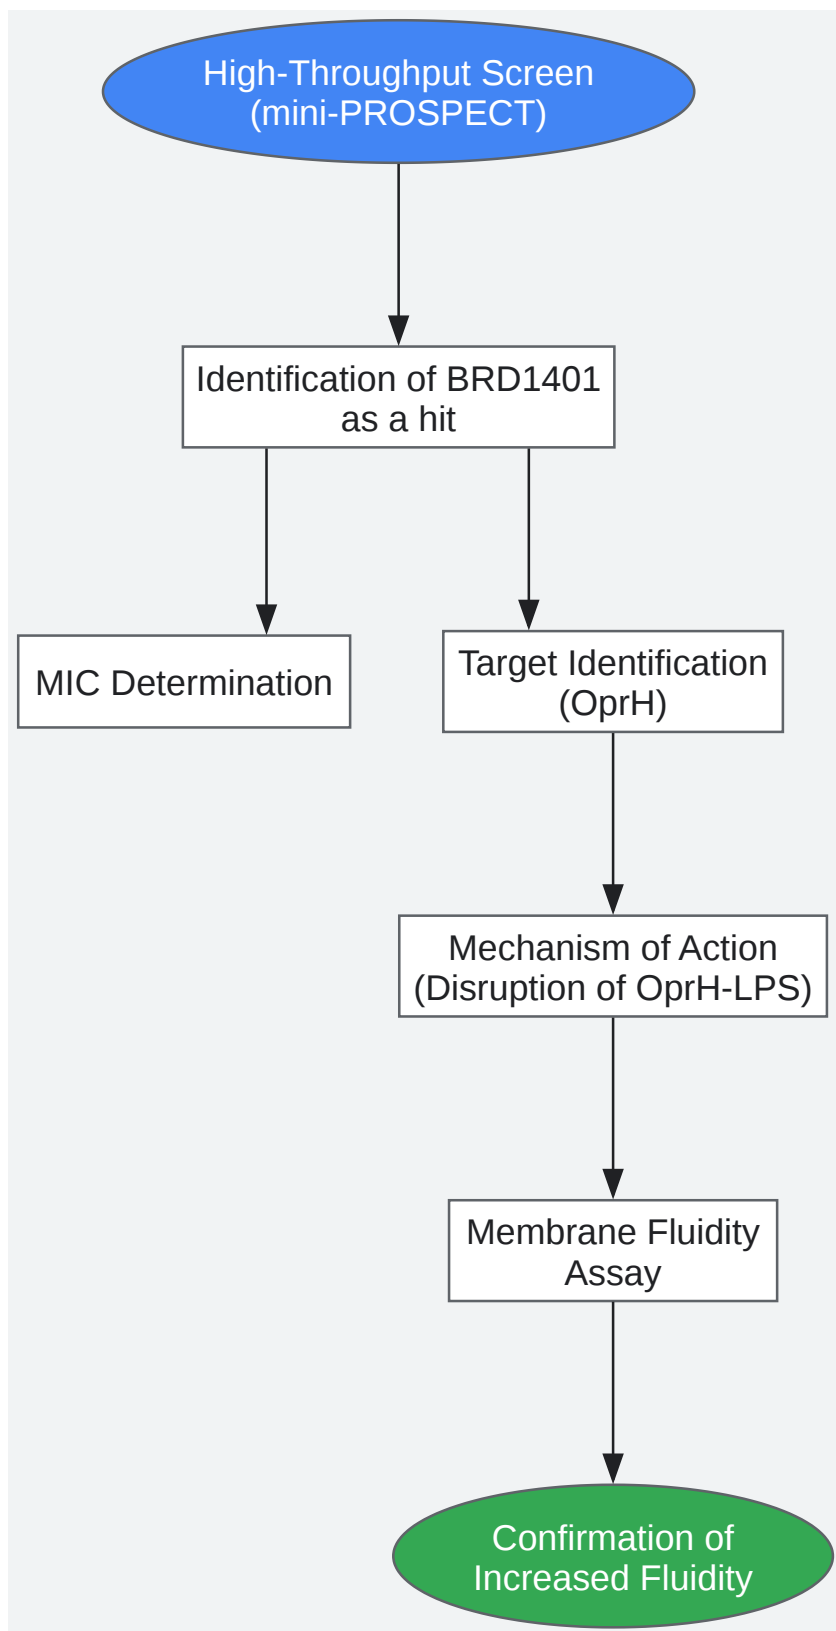 High-Throughput Screen
(mini-PROSPECT)
Identification of BRD1401
as a hit
MIC Determination
Target Identification
(OprH)
Mechanism of Action
(Disruption of OprH-LPS)
Membrane Fluidity
Assay
Confirmation of
Increased Fluidity